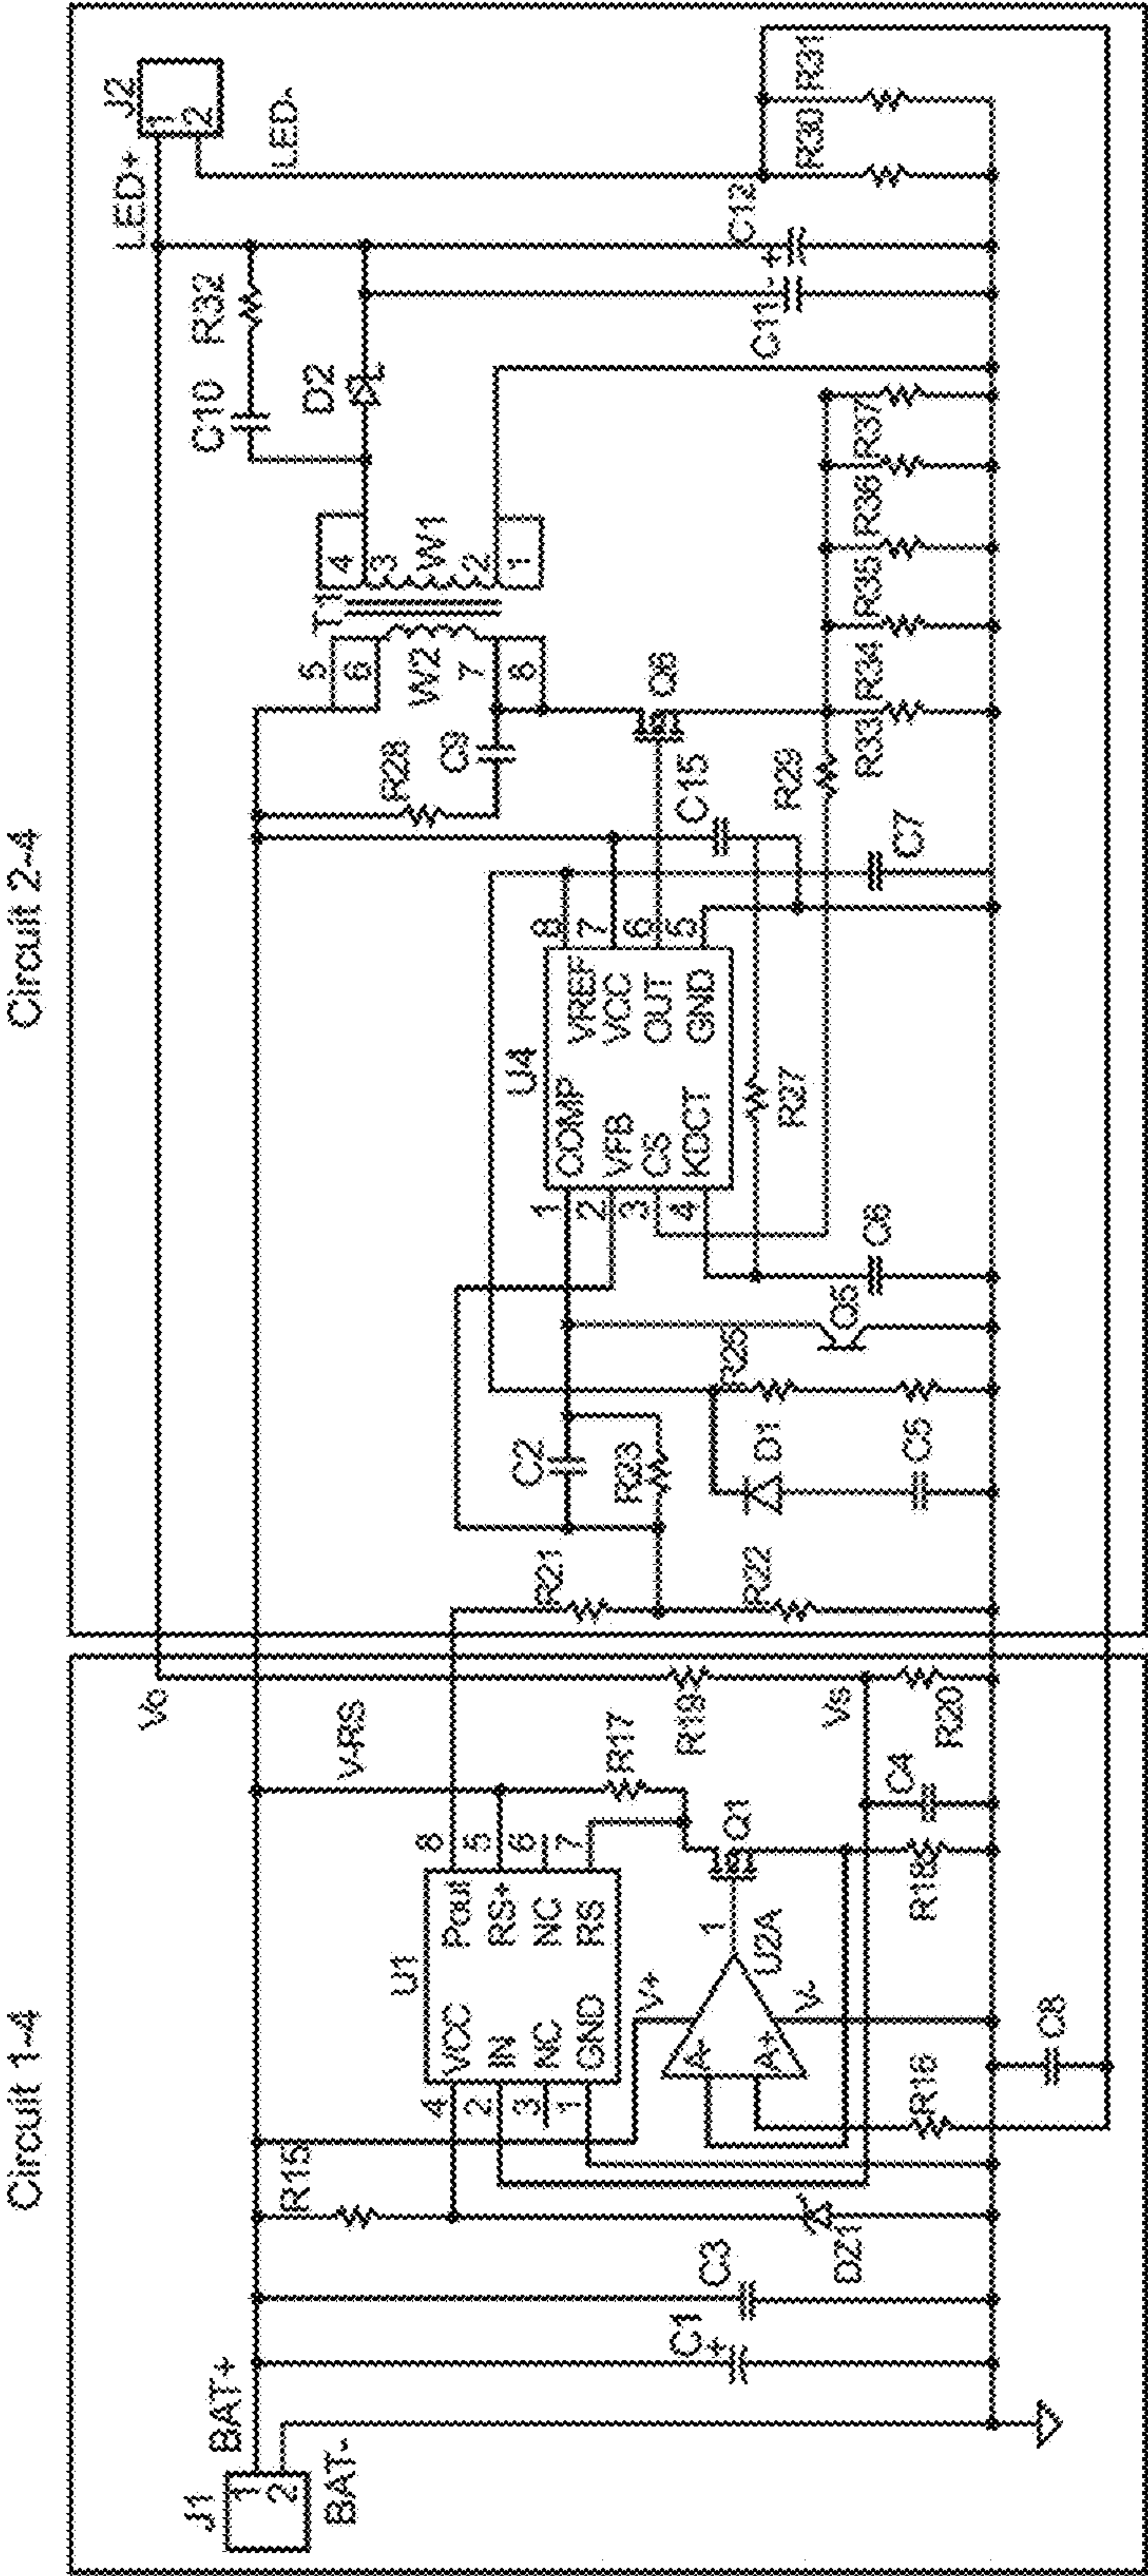 Circuit 1-4
Circuit 2-4
J1
1
2
BAT+
BAT-
C1
+
C3
R15
DZ1
U1
4
2
3
1
VCC
IN
NC
GND
Pout
RS+
NC
RS
8
5
6
7
V-RS
R17
V+
A-
A+
U2A
V-
1
Q1
R16
R18
C4
C8
Vo
R19
Vs
R20
R21
R22
C2
R23
D1
C5
R25
Q5
C6
U4
1
2
3
4
COMP
VFB
CS
VREF
VCC
OUT
GND
8
7
6
5
R27
C7
C15
R28
C9
R29
Q6
T1
5
6
7
8
W2
W1
4
3
2
1
R33
R34
R35
R36
R37
C10
R32
D2
C11
-
+
C12
LED+
LED-
J2
1
2
R30
R31